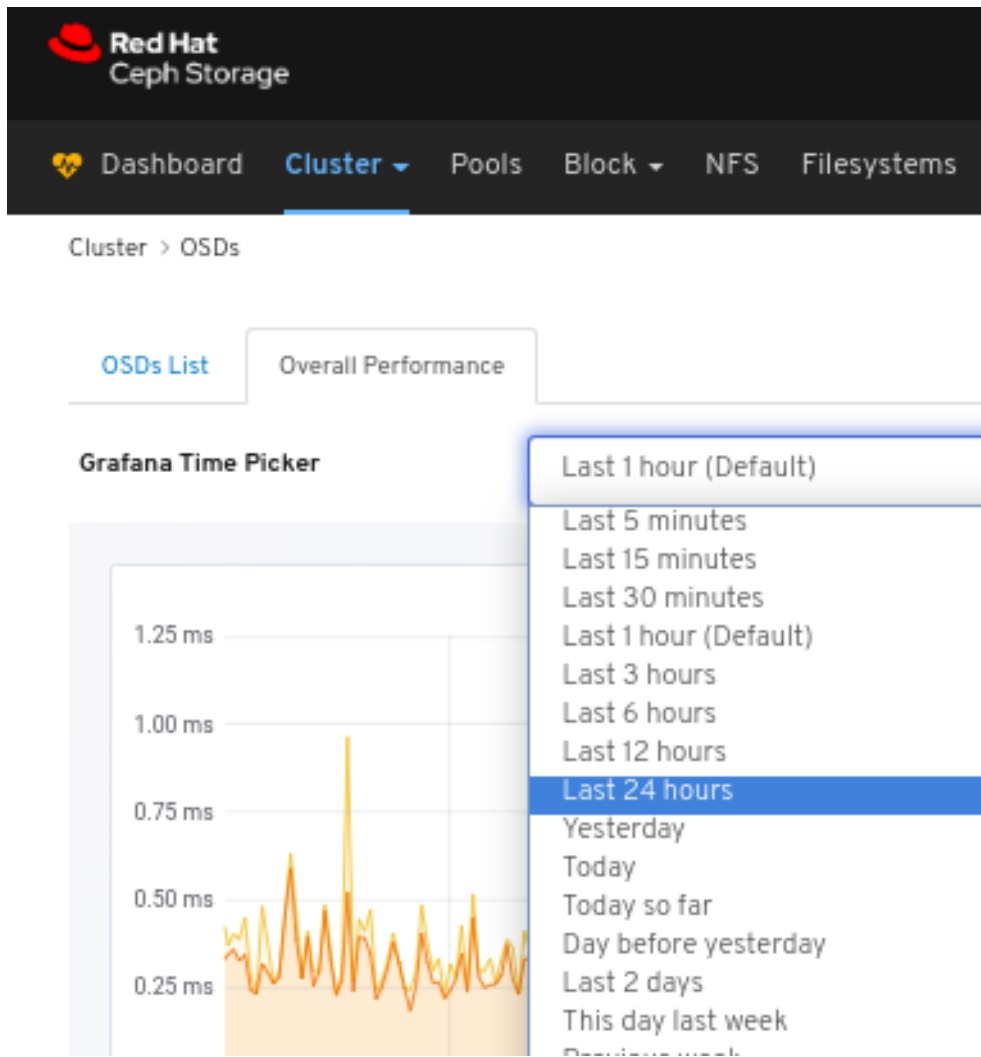 Red Hat
Ceph Storage
Dashboard Cluster Pools Block NFS Filesystems
Cluster > OSDs
OSDs List Overall Performance
Grafana Time Picker
Last 1 hour (Default)
Last 5 minutes
Last 15 minutes
Last 30 minutes
Last 1 hour (Default)
Last 3 hours
Last 6 hours
Last 12 hours
Last 24 hours
Yesterday
Today
Today so far
Day before yesterday
Last 2 days
This day last week
1.25 ms
1.00 ms
0.75 ms
0.50 ms
0.25 ms